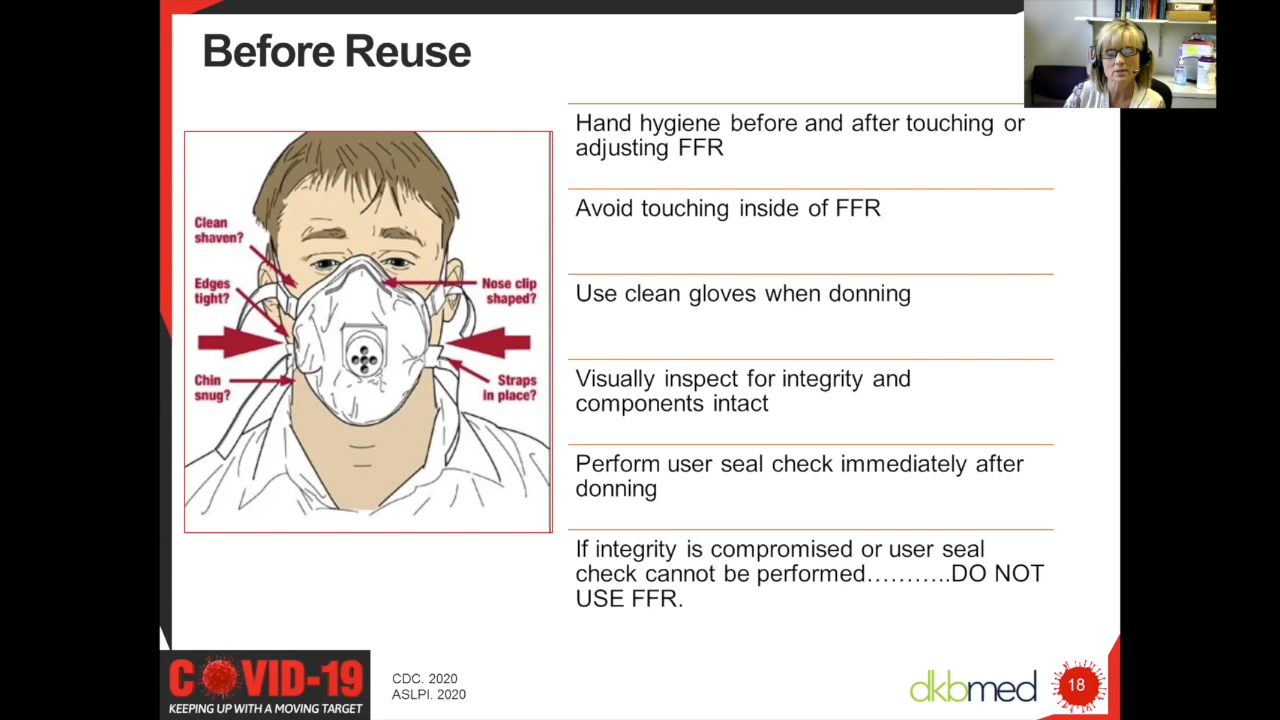 Before Reuse
Clean
shaven?
Edges
tight?
Chin
snug?
Nose clip
shaped?
Straps
in place?
Hand hygiene before and after touching or
adjusting FFR
Avoid touching inside of FFR
Use clean gloves when donning
Visually inspect for integrity and
components intact
Perform user seal check immediately after
donning
If integrity is compromised or user seal
check cannot be performed………..DO NOT
USE FFR.
COVID-19
KEEPING UP WITH A MOVING TARGET
CDC. 2020
ASLPI. 2020
dkbmed
18